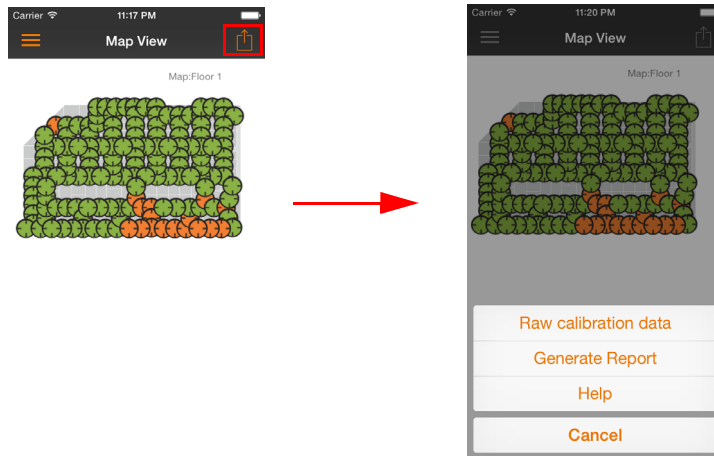 Carrier 11:17 PM
Map View
Map:Floor 1
Carrier 11:20 PM
Map View
Map:Floor 1
Raw calibration data
Generate Report
Help
Cancel